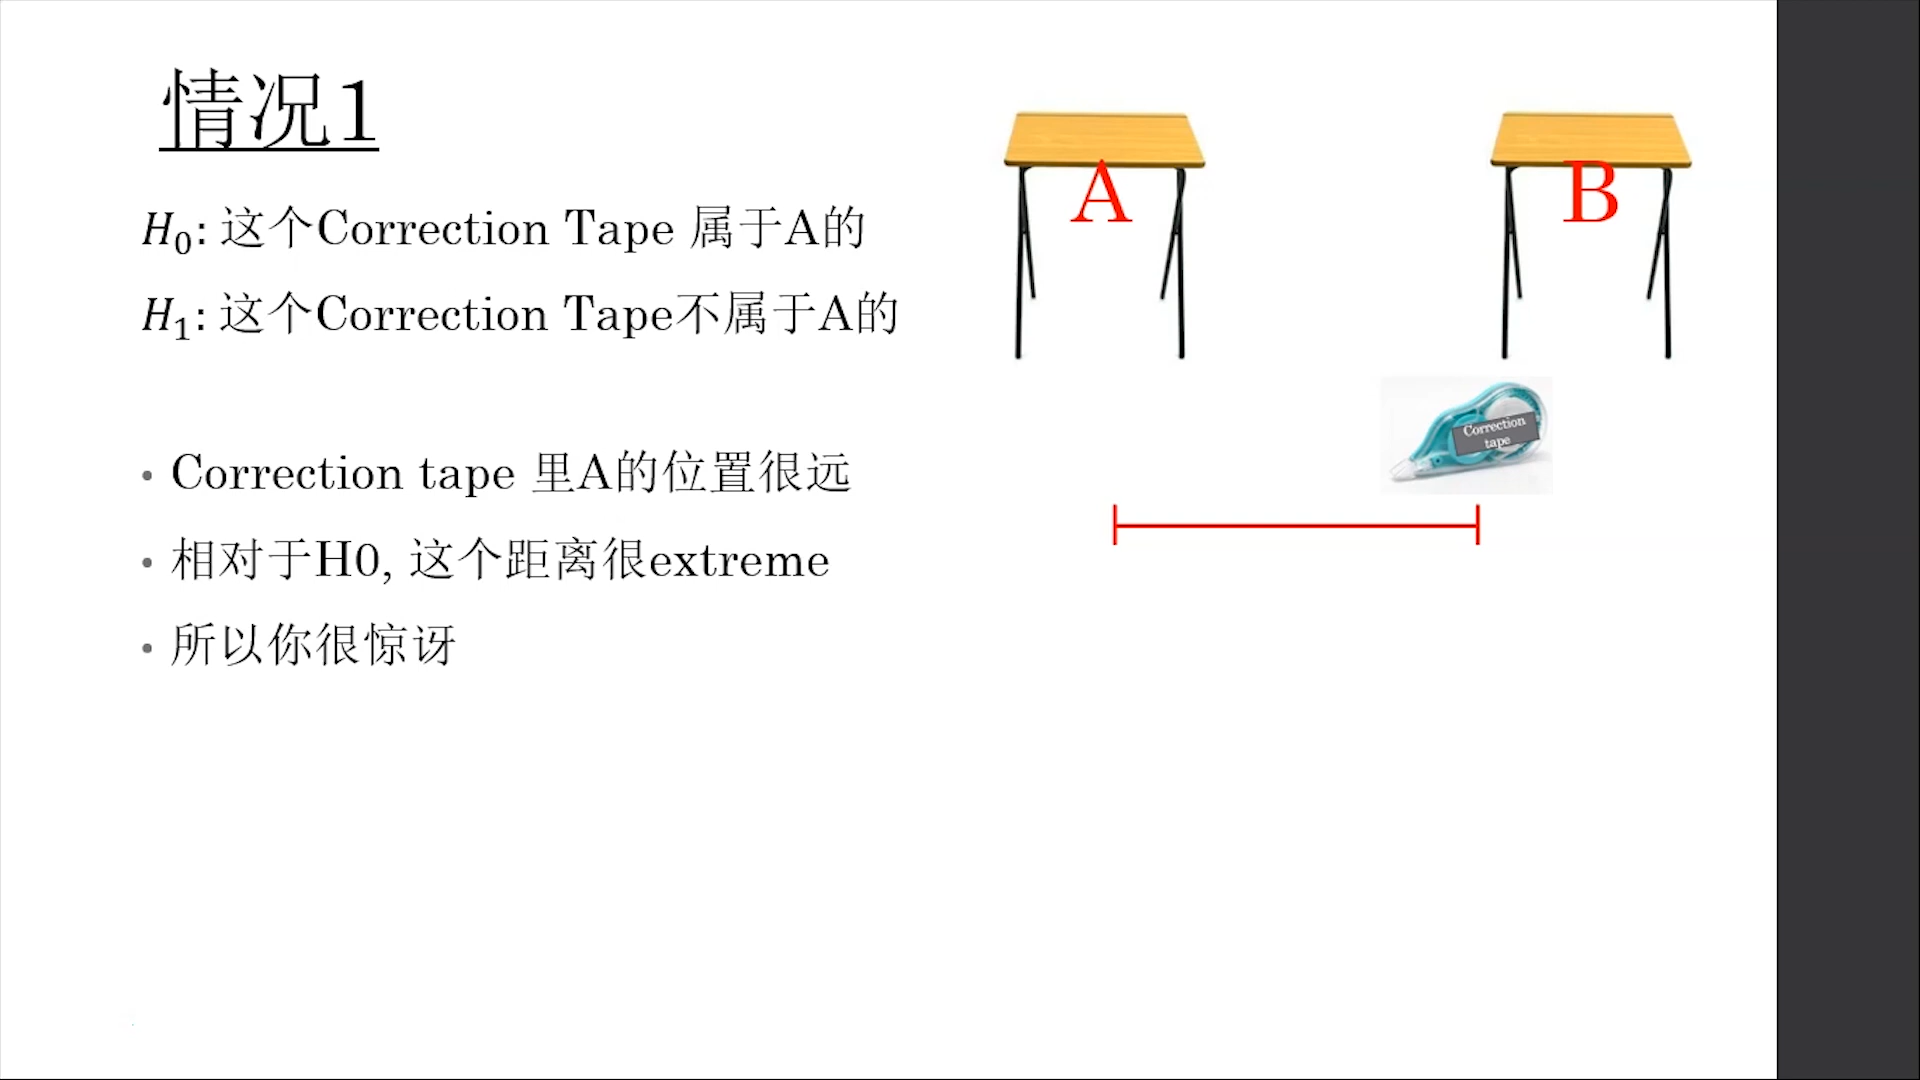 情况1
H₀: 这个Correction Tape 属于A的
H₁: 这个Correction Tape不属于A的
Correction tape 里A的位置很远
相对于H0, 这个距离很extreme
所以你很惊讶
A
B
Correction
tape